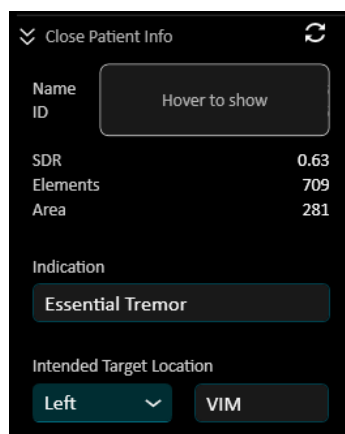 Close Patient Info
Name
ID
Hover to show
SDR 0.63
Elements 709
Area 281
Indication
Essential Tremor
Intended Target Location
Left VIM